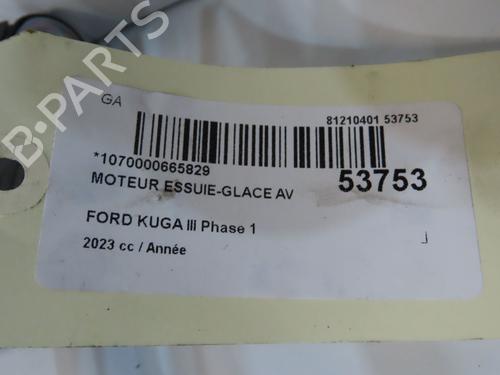 GA
81210401 53753
*1070000665829
MOTEUR ESSUIE-GLACE AV
53753
FORD KUGA III Phase 1
2023 cc / Année
J
B-PARTS